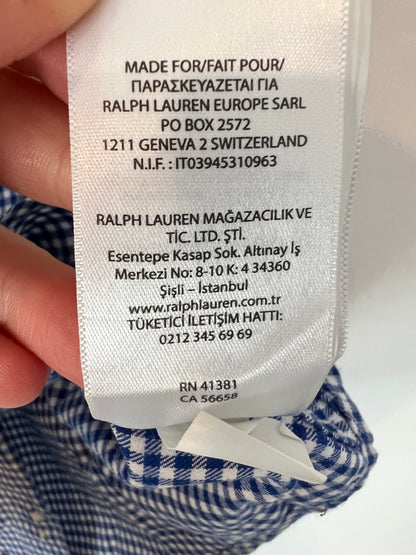 MADE FOR/FAIT POUR/
ΠΑΡΑΣΚΕΥΑΖΕΤΑΙ ΓΙΑ
RALPH LAUREN EUROPE SARL
PO BOX 2572
1211 GENEVA 2 SWITZERLAND
N.I.F. : IT03945310963
RALPH LAUREN MAĞAZACILIK VE
TİC. LTD. ŞTİ.
Esentepe Kasap Sok. Altınay İş
Merkezi No: 8-10 K: 4 34360
Şişli – İstanbul
www.ralphlauren.com.tr
TÜKETİCİ İLETİŞİM HATTI:
0212 345 69 69
RN 41381
CA 56658